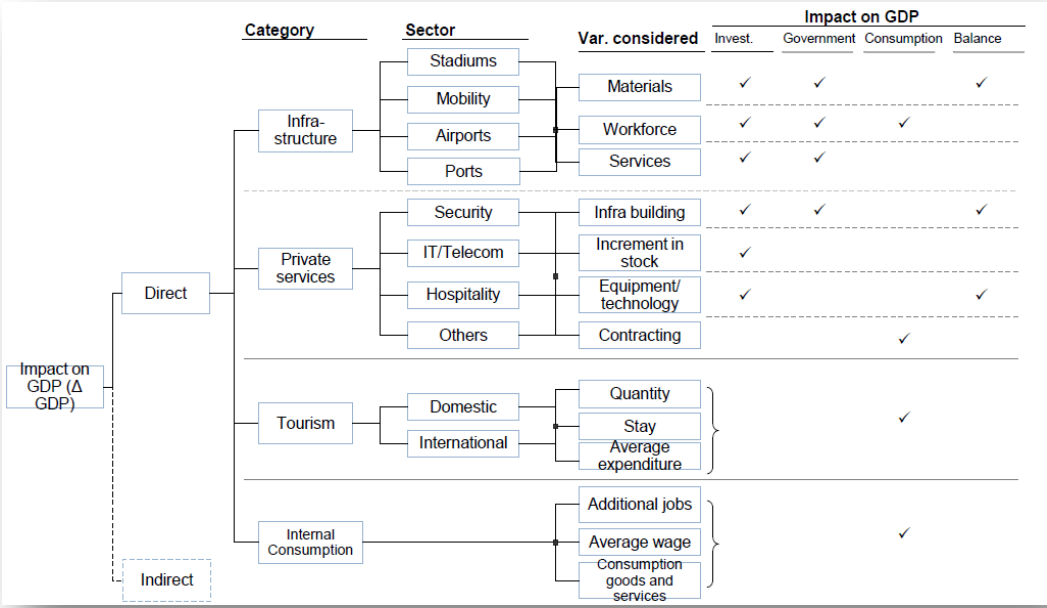 Impact on GDP
Category
Sector
Var. considered
Invest.
Government
Consumption
Balance
Stadiums
Mobility
Airports
Ports
Infra-
structure
Materials
✓ ✓ ✓
Workforce
✓ ✓ ✓
Services
✓ ✓
Security
IT/Telecom
Hospitality
Others
Private
services
Infra building
✓ ✓ ✓
Increment in
stock
✓
Equipment/
technology
✓ ✓
Contracting
✓
Direct
Impact on
GDP (Δ
GDP)
Tourism
Domestic
International
Quantity
Stay
Average
expenditure
✓
Internal
Consumption
Additional jobs
Average wage
Consumption
goods and
services
✓
Indirect